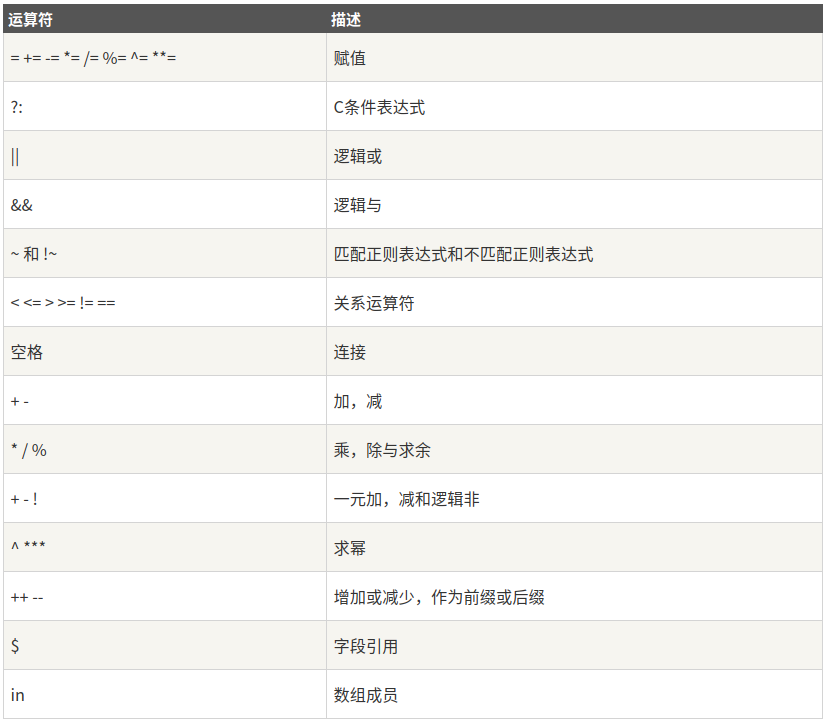 运算符 描述
= += -= *= /= %= ^= **= 赋值
?: C条件表达式
|| 逻辑或
&& 逻辑与
~ 和 !~ 匹配正则表达式和不匹配正则表达式
< <= > >= != == 关系运算符
空格 连接
+ - 加，减
* / % 乘，除与求余
+ - ! 一元加，减和逻辑非
^ *** 求幂
++ -- 增加或减少，作为前缀或后缀
$ 字段引用
in 数组成员